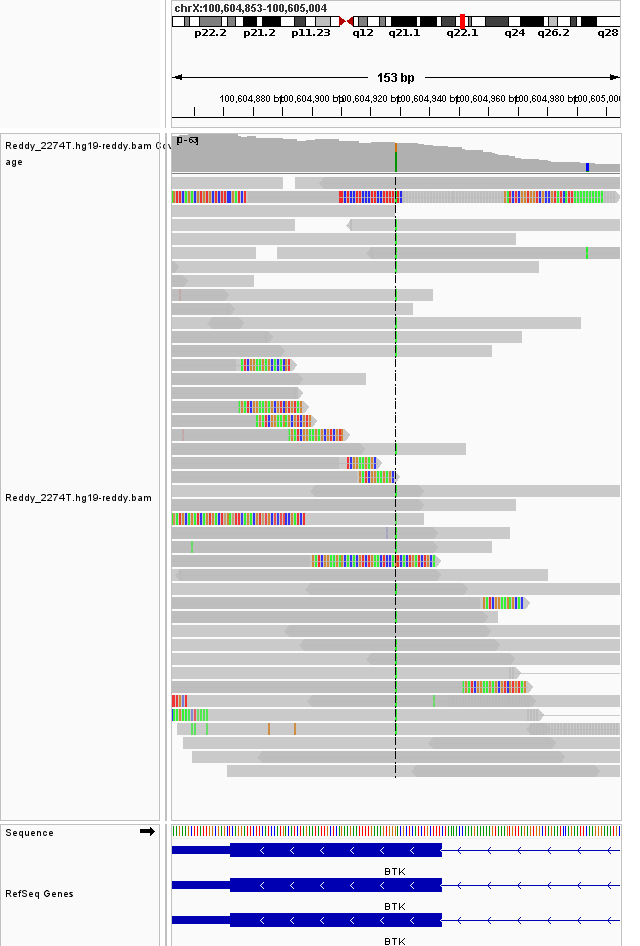 chrX:100,604,853-100,605,004
p22.2 p21.2 p11.23 q12 q21.1 q22.1 q24 q26.2 q28
153 bp
100,604,880 bp 100,604,900 bp 100,604,920 bp 100,604,940 bp 100,604,960 bp 100,604,980 bp 100,605,00
Reddy_2274T.hg19-reddy.bam Cov
age
[0-63]
Reddy_2274T.hg19-reddy.bam
Sequence
BTK
RefSeq Genes
BTK
BTK